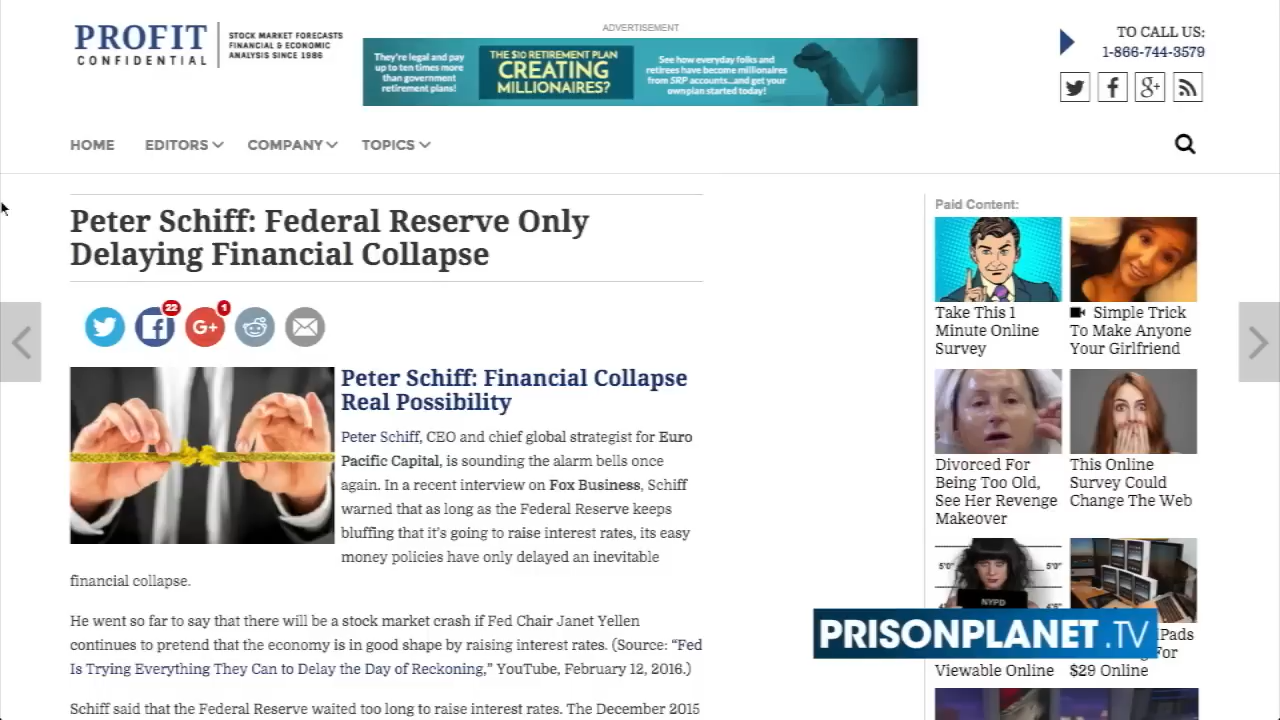 PROFIT
CONFIDENTIAL
STOCK MARKET FORECASTS
FINANCIAL & ECONOMIC
ANALYSIS SINCE 1986
ADVERTISEMENT
They're legal and pay
up to ten times more
than government
retirement plans!
THE $10 RETIREMENT PLAN
CREATING
MILLIONAIRES?
See how everyday folks and
retirees have become millionaires
from SRP accounts...and get your
own plan started today!
TO CALL US:
1-866-744-3579
HOME
EDITORS
COMPANY
TOPICS
Peter Schiff: Federal Reserve Only
Delaying Financial Collapse
22
1
G+
Peter Schiff: Financial Collapse
Real Possibility
Peter Schiff, CEO and chief global strategist for Euro
Pacific Capital, is sounding the alarm bells once
again. In a recent interview on Fox Business, Schiff
warned that as long as the Federal Reserve keeps
bluffing that it's going to raise interest rates, its easy
money policies have only delayed an inevitable
financial collapse.
He went so far to say that there will be a stock market crash if Fed Chair Janet Yellen
continues to pretend that the economy is in good shape by raising interest rates. (Source: “Fed
Is Trying Everything They Can to Delay the Day of Reckoning,” YouTube, February 12, 2016.)
Schiff said that the Federal Reserve waited too long to raise interest rates. The December 2015
Paid Content:
Take This 1
Minute Online
Survey
Simple Trick
To Make Anyone
Your Girlfriend
Divorced For
Being Too Old,
See Her Revenge
Makeover
This Online
Survey Could
Change The Web
5'0"
5'0"
NYPD
Viewable Online
iPads
For
$29 Online
PRISONPLANET.TV